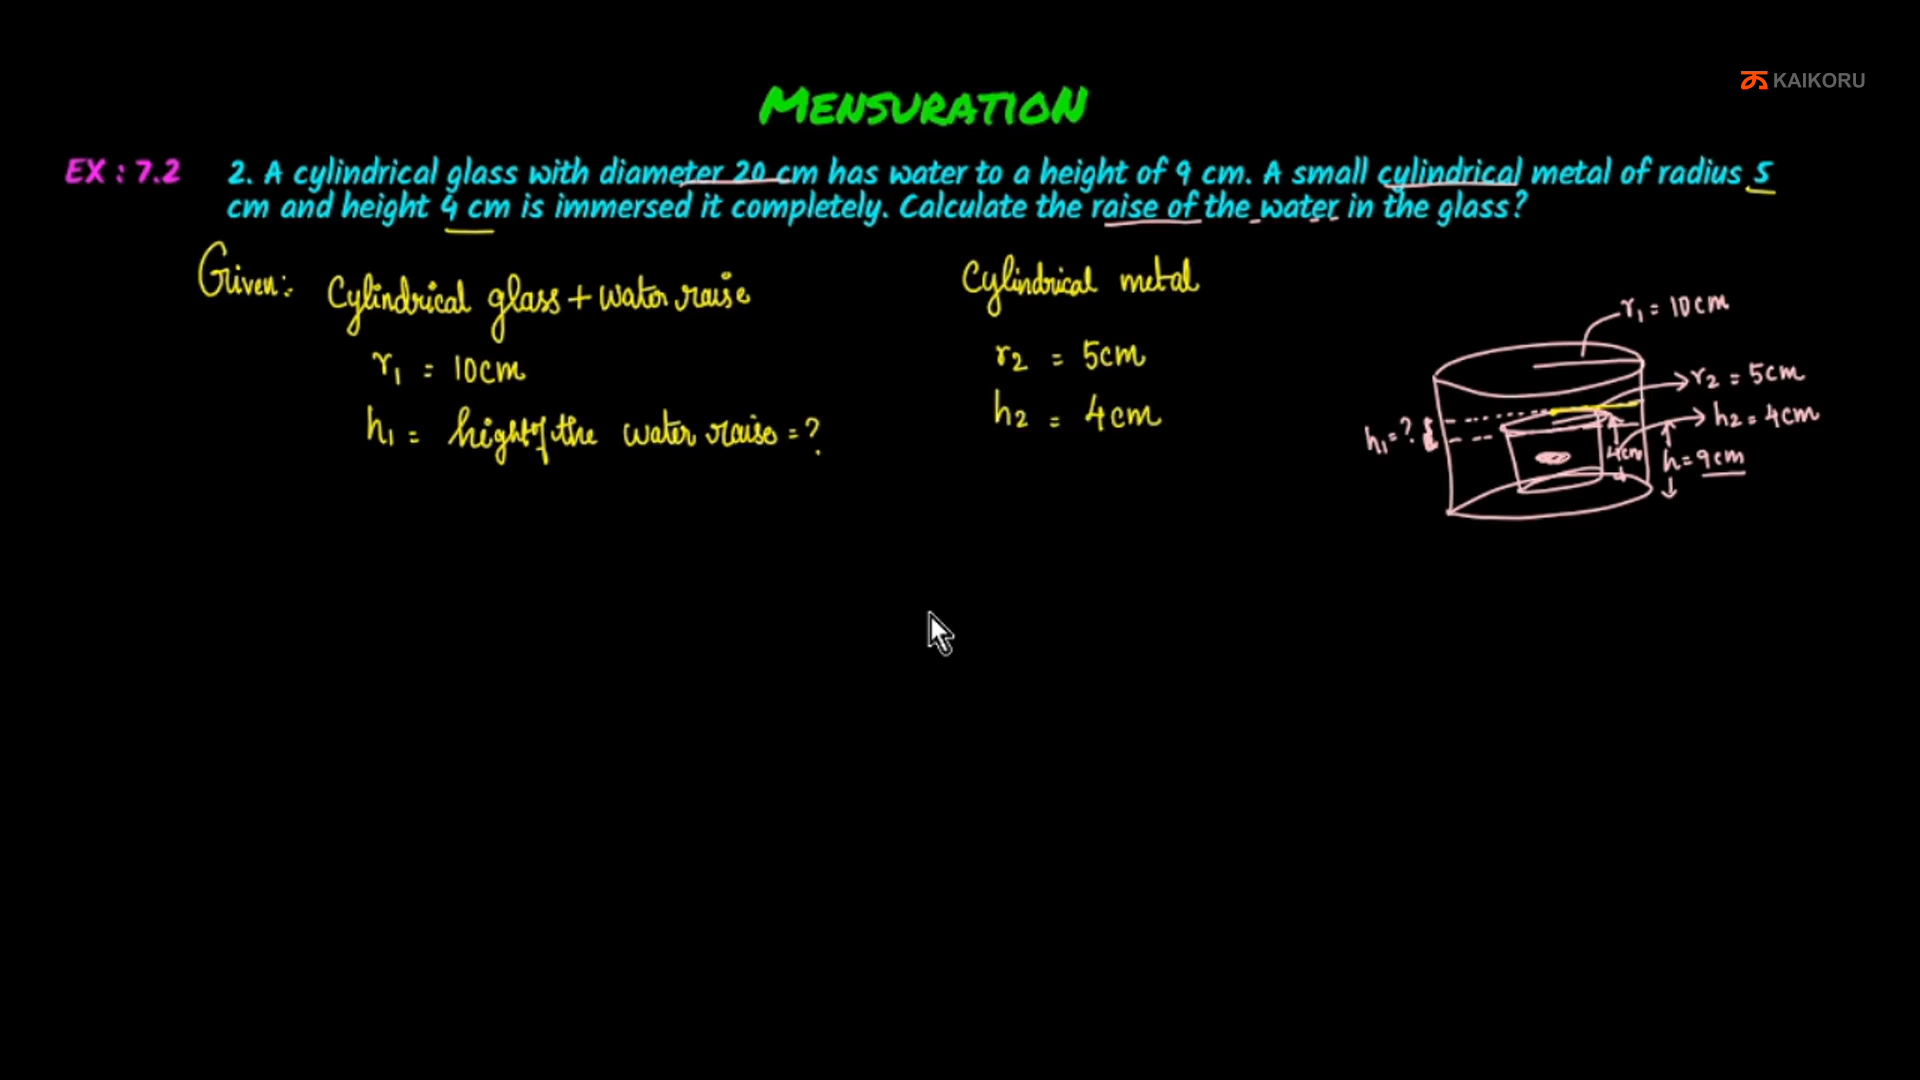 KAIKORU
MENSURATION
EX : 7.2 2. A cylindrical glass with diameter 20 cm has water to a height of 9 cm. A small cylindrical metal of radius 5
cm and height 4 cm is immersed it completely. Calculate the raise of the water in the glass?
Given:
Cylindrical glass + water raise
r1 = 10cm
h1 = hight of the water raise = ?
Cylindrical metal
r2 = 5cm
h2 = 4cm
r1 = 10cm
r2 = 5cm
h2 = 4cm
h1 = ?
4cm
h = 9cm